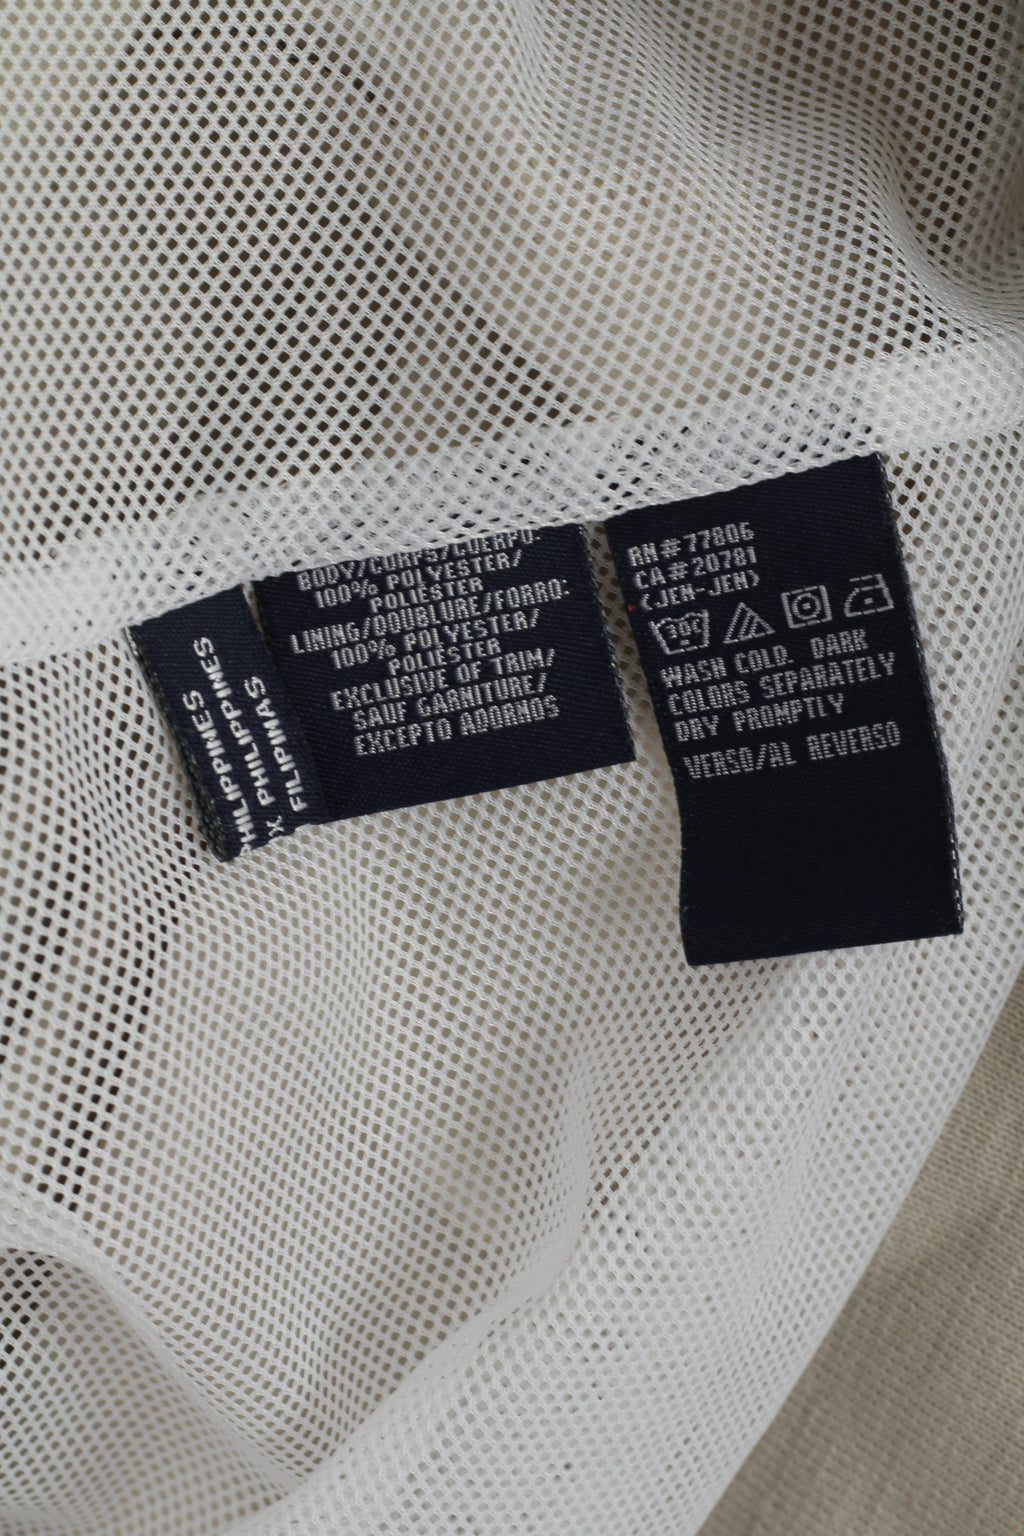 PHILIPPINES
PHILIPPINES
X PHILIPPINAS
FILIPINAS
BODY/CORPS/CUERPO:
100% POLYESTER/
POLIESTER
LINING/DOUBLURE/FORRO:
100% POLYESTER/
POLIESTER
EXCLUSIVE OF TRIM/
SAUF GARNITURE/
EXCEPTO ADORNOS
RN#77806
CA#20781
(JEN-JEN)
30C
WASH COLD. DARK
COLORS SEPARATELY
DRY PROMPTLY
VERSO/AL REVERSO